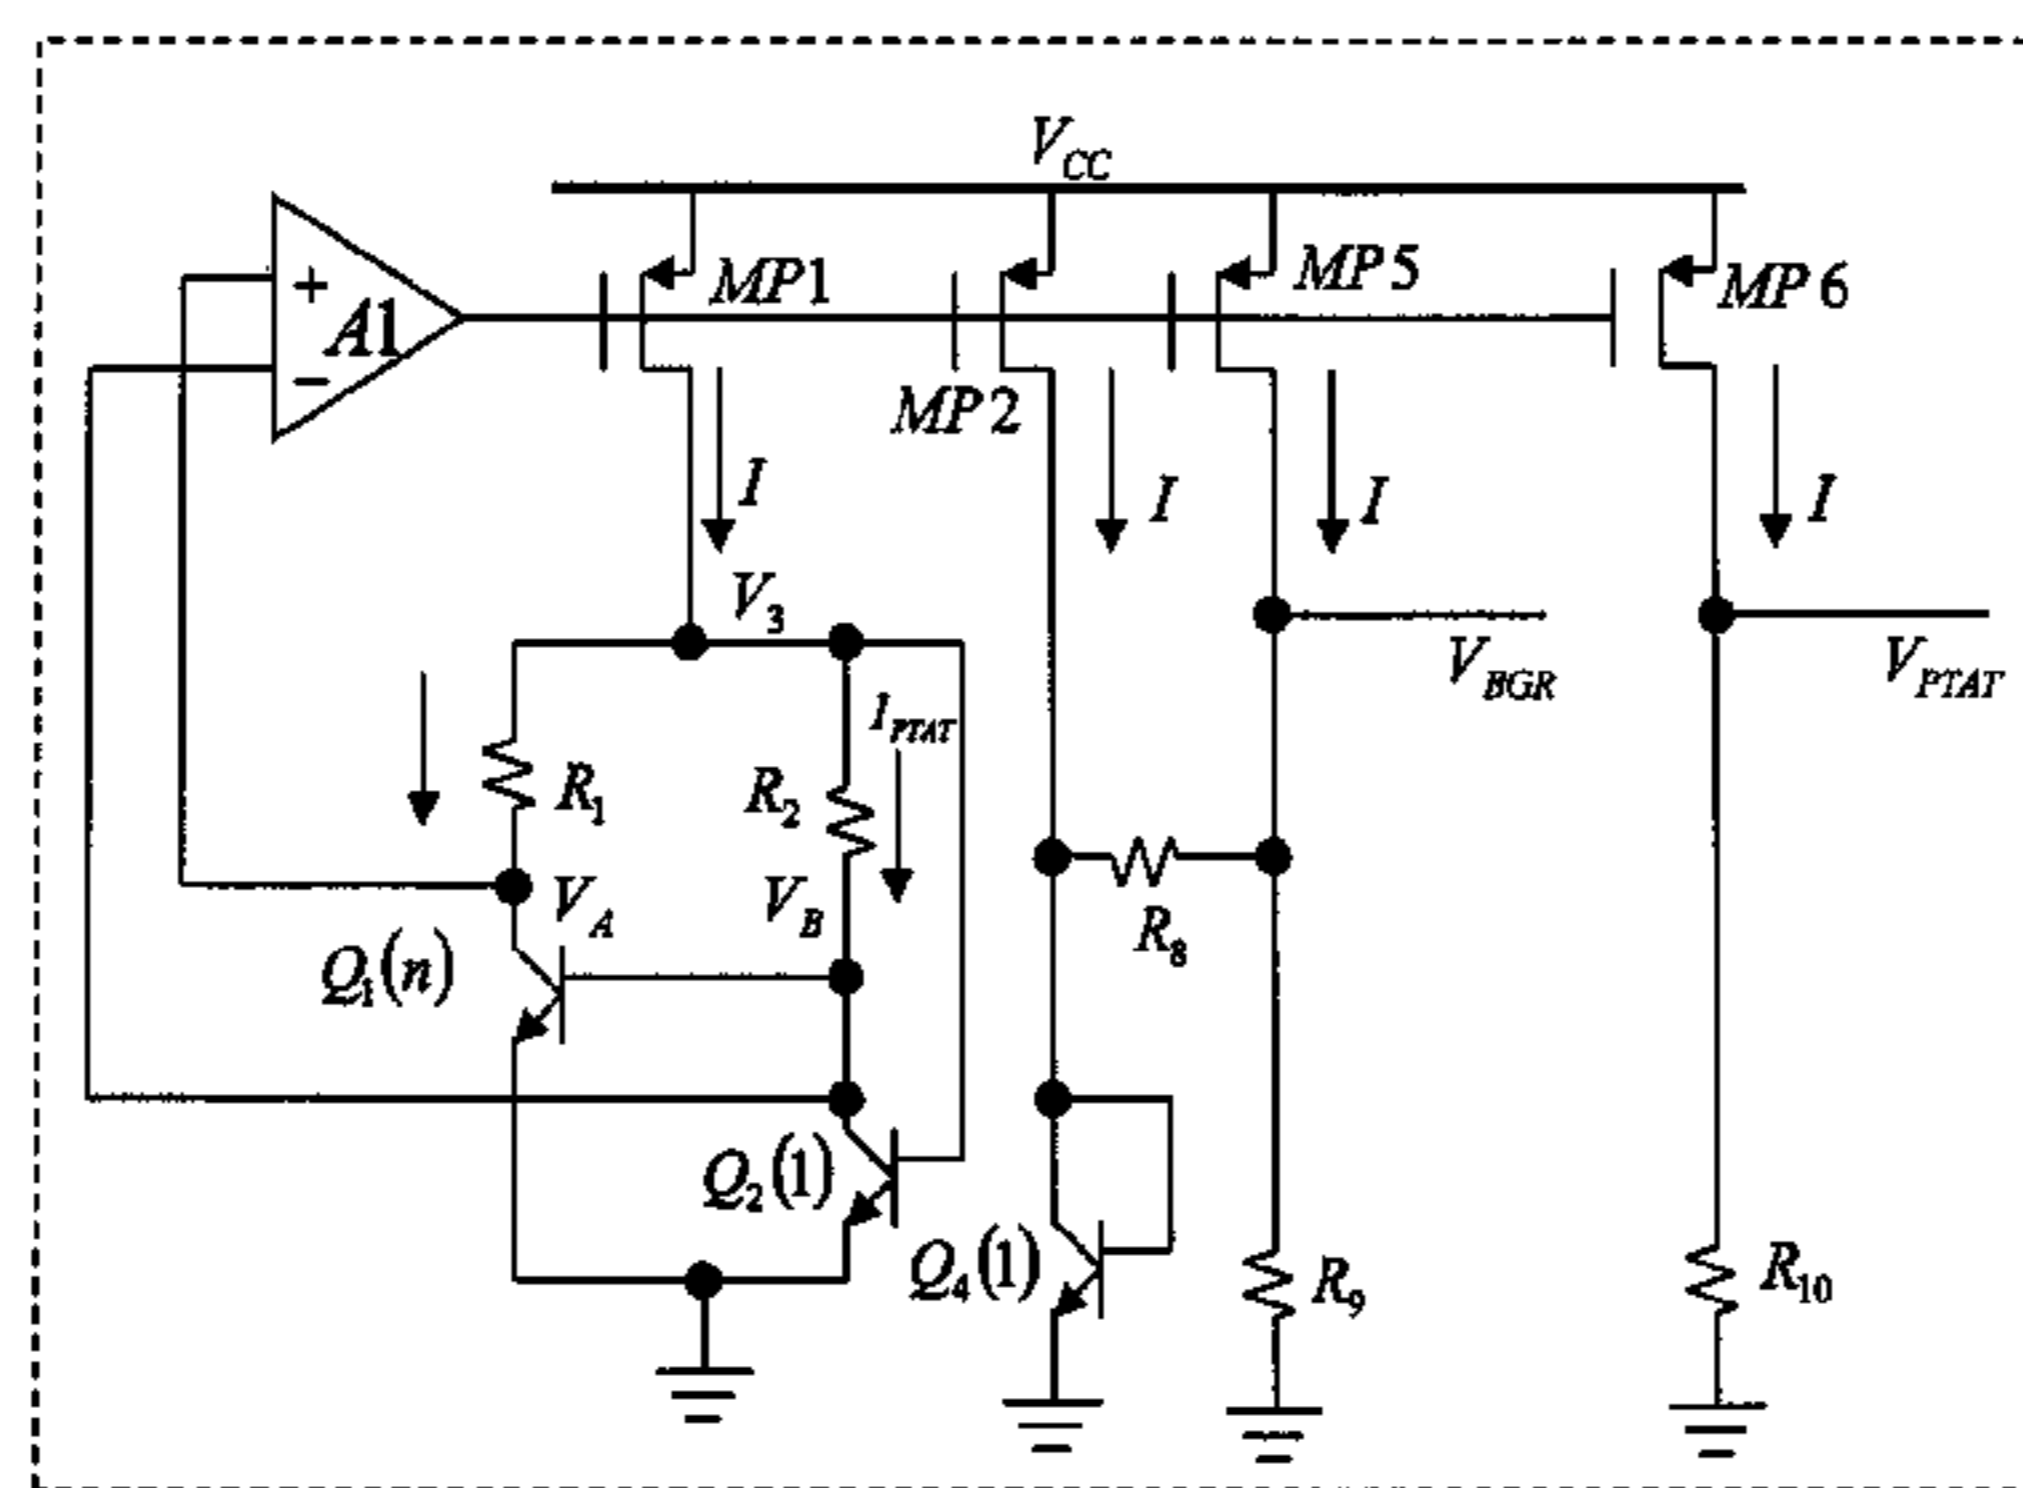 V_CC
+
A1
−
MP1
MP2
MP5
MP6
I
I
I
I
V_3
V_BGR
V_PTAT
I_PTAT
R_1
R_2
V_A
V_B
R_8
Q_1(n)
Q_2(1)
Q_4(1)
R_9
R_10